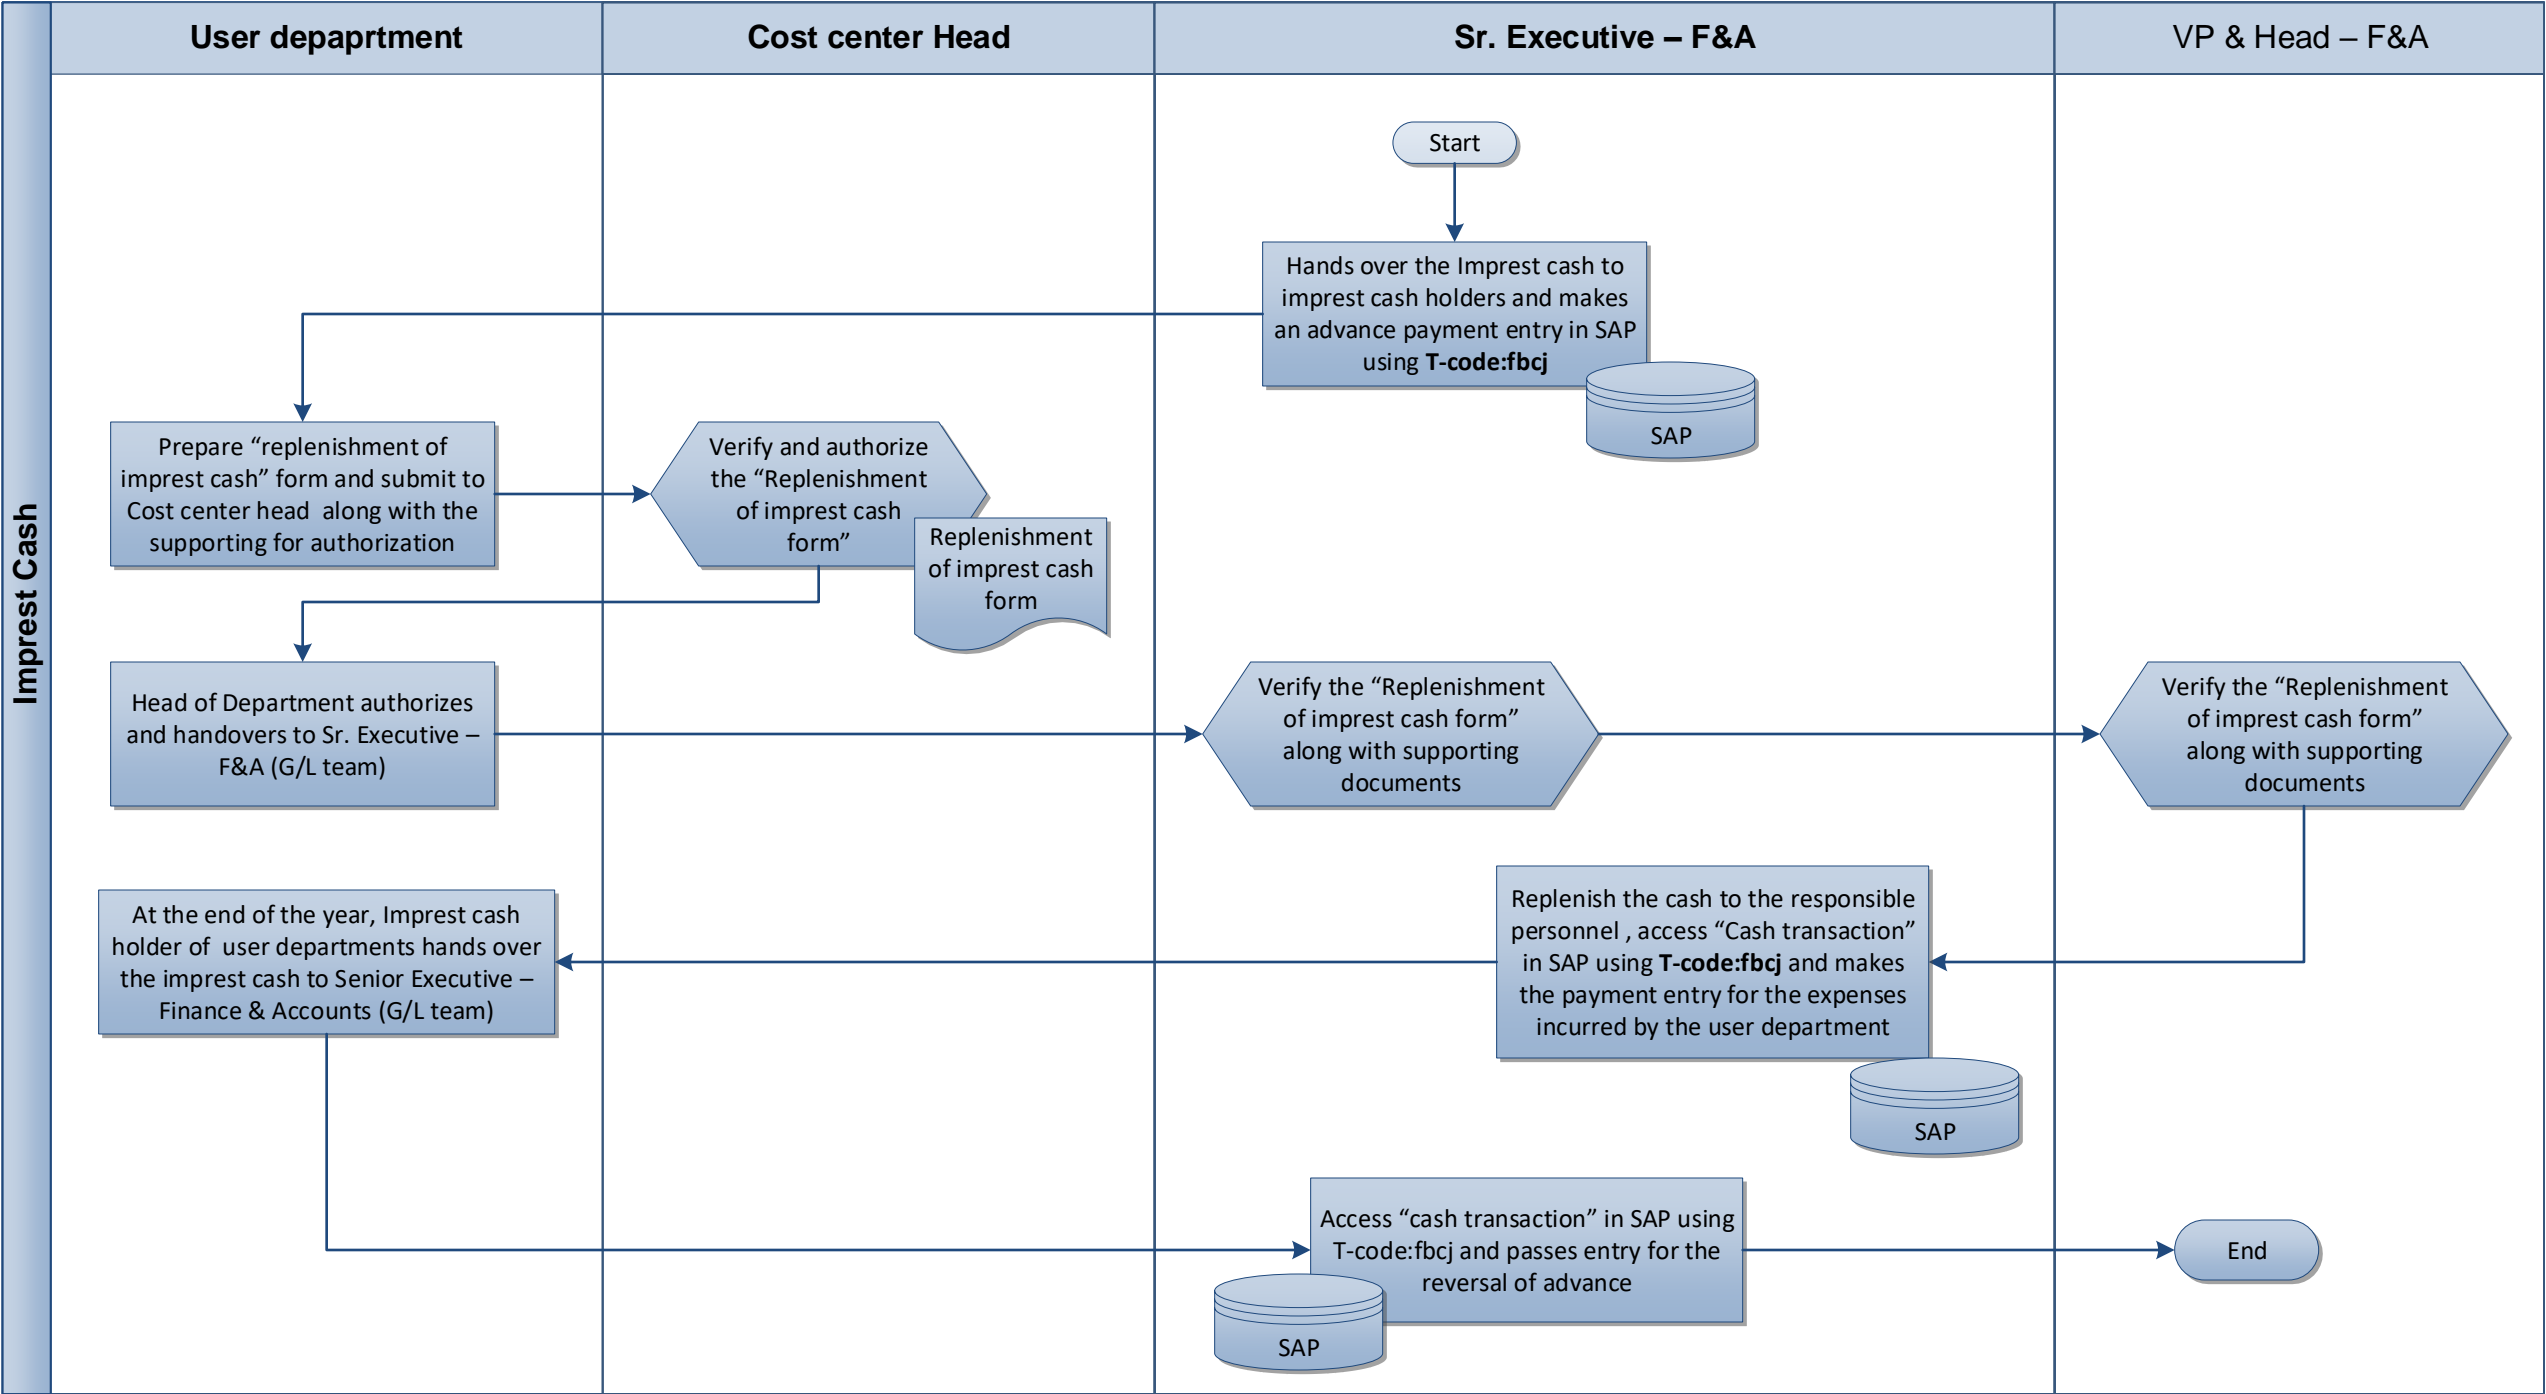 User depaprtment
Cost center Head
Sr. Executive – F&A
VP & Head – F&A
Imprest Cash
Start
Hands over the Imprest cash to
imprest cash holders and makes
an advance payment entry in SAP
using T-code:fbcj
SAP
Prepare “replenishment of
imprest cash” form and submit to
Cost center head along with the
supporting for authorization
Verify and authorize
the “Replenishment
of imprest cash
form”
Replenishment
of imprest cash
form
Head of Department authorizes
and handovers to Sr. Executive –
F&A (G/L team)
Verify the “Replenishment
of imprest cash form”
along with supporting
documents
Verify the “Replenishment
of imprest cash form”
along with supporting
documents
Replenish the cash to the responsible
personnel , access “Cash transaction”
in SAP using T-code:fbcj and makes
the payment entry for the expenses
incurred by the user department
SAP
At the end of the year, Imprest cash
holder of user departments hands over
the imprest cash to Senior Executive –
Finance & Accounts (G/L team)
Access “cash transaction” in SAP using
T-code:fbcj and passes entry for the
reversal of advance
SAP
End